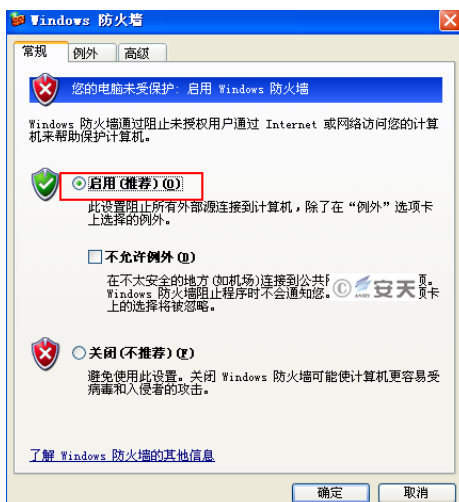 Windows 防火墙
常规
例外
高级
您的电脑未受保护: 启用 Windows 防火墙
Windows 防火墙通过阻止未授权用户通过 Internet 或网络访问您的计算
机来帮助保护计算机。
启用(推荐)(O)
此设置阻止所有外部源连接到计算机，除了在“例外”选项卡
上选择的例外。
不允许例外(D)
在不太安全的地方(如机场)连接到公共
Windows 防火墙阻止程序时不会通知您。
© ANTIY 安天
项卡
上的选择将被忽略。
关闭(不推荐)(F)
避免使用此设置。关闭 Windows 防火墙可能使计算机更容易受
病毒和入侵者的攻击。
了解 Windows 防火墙的其他信息
确定
取消